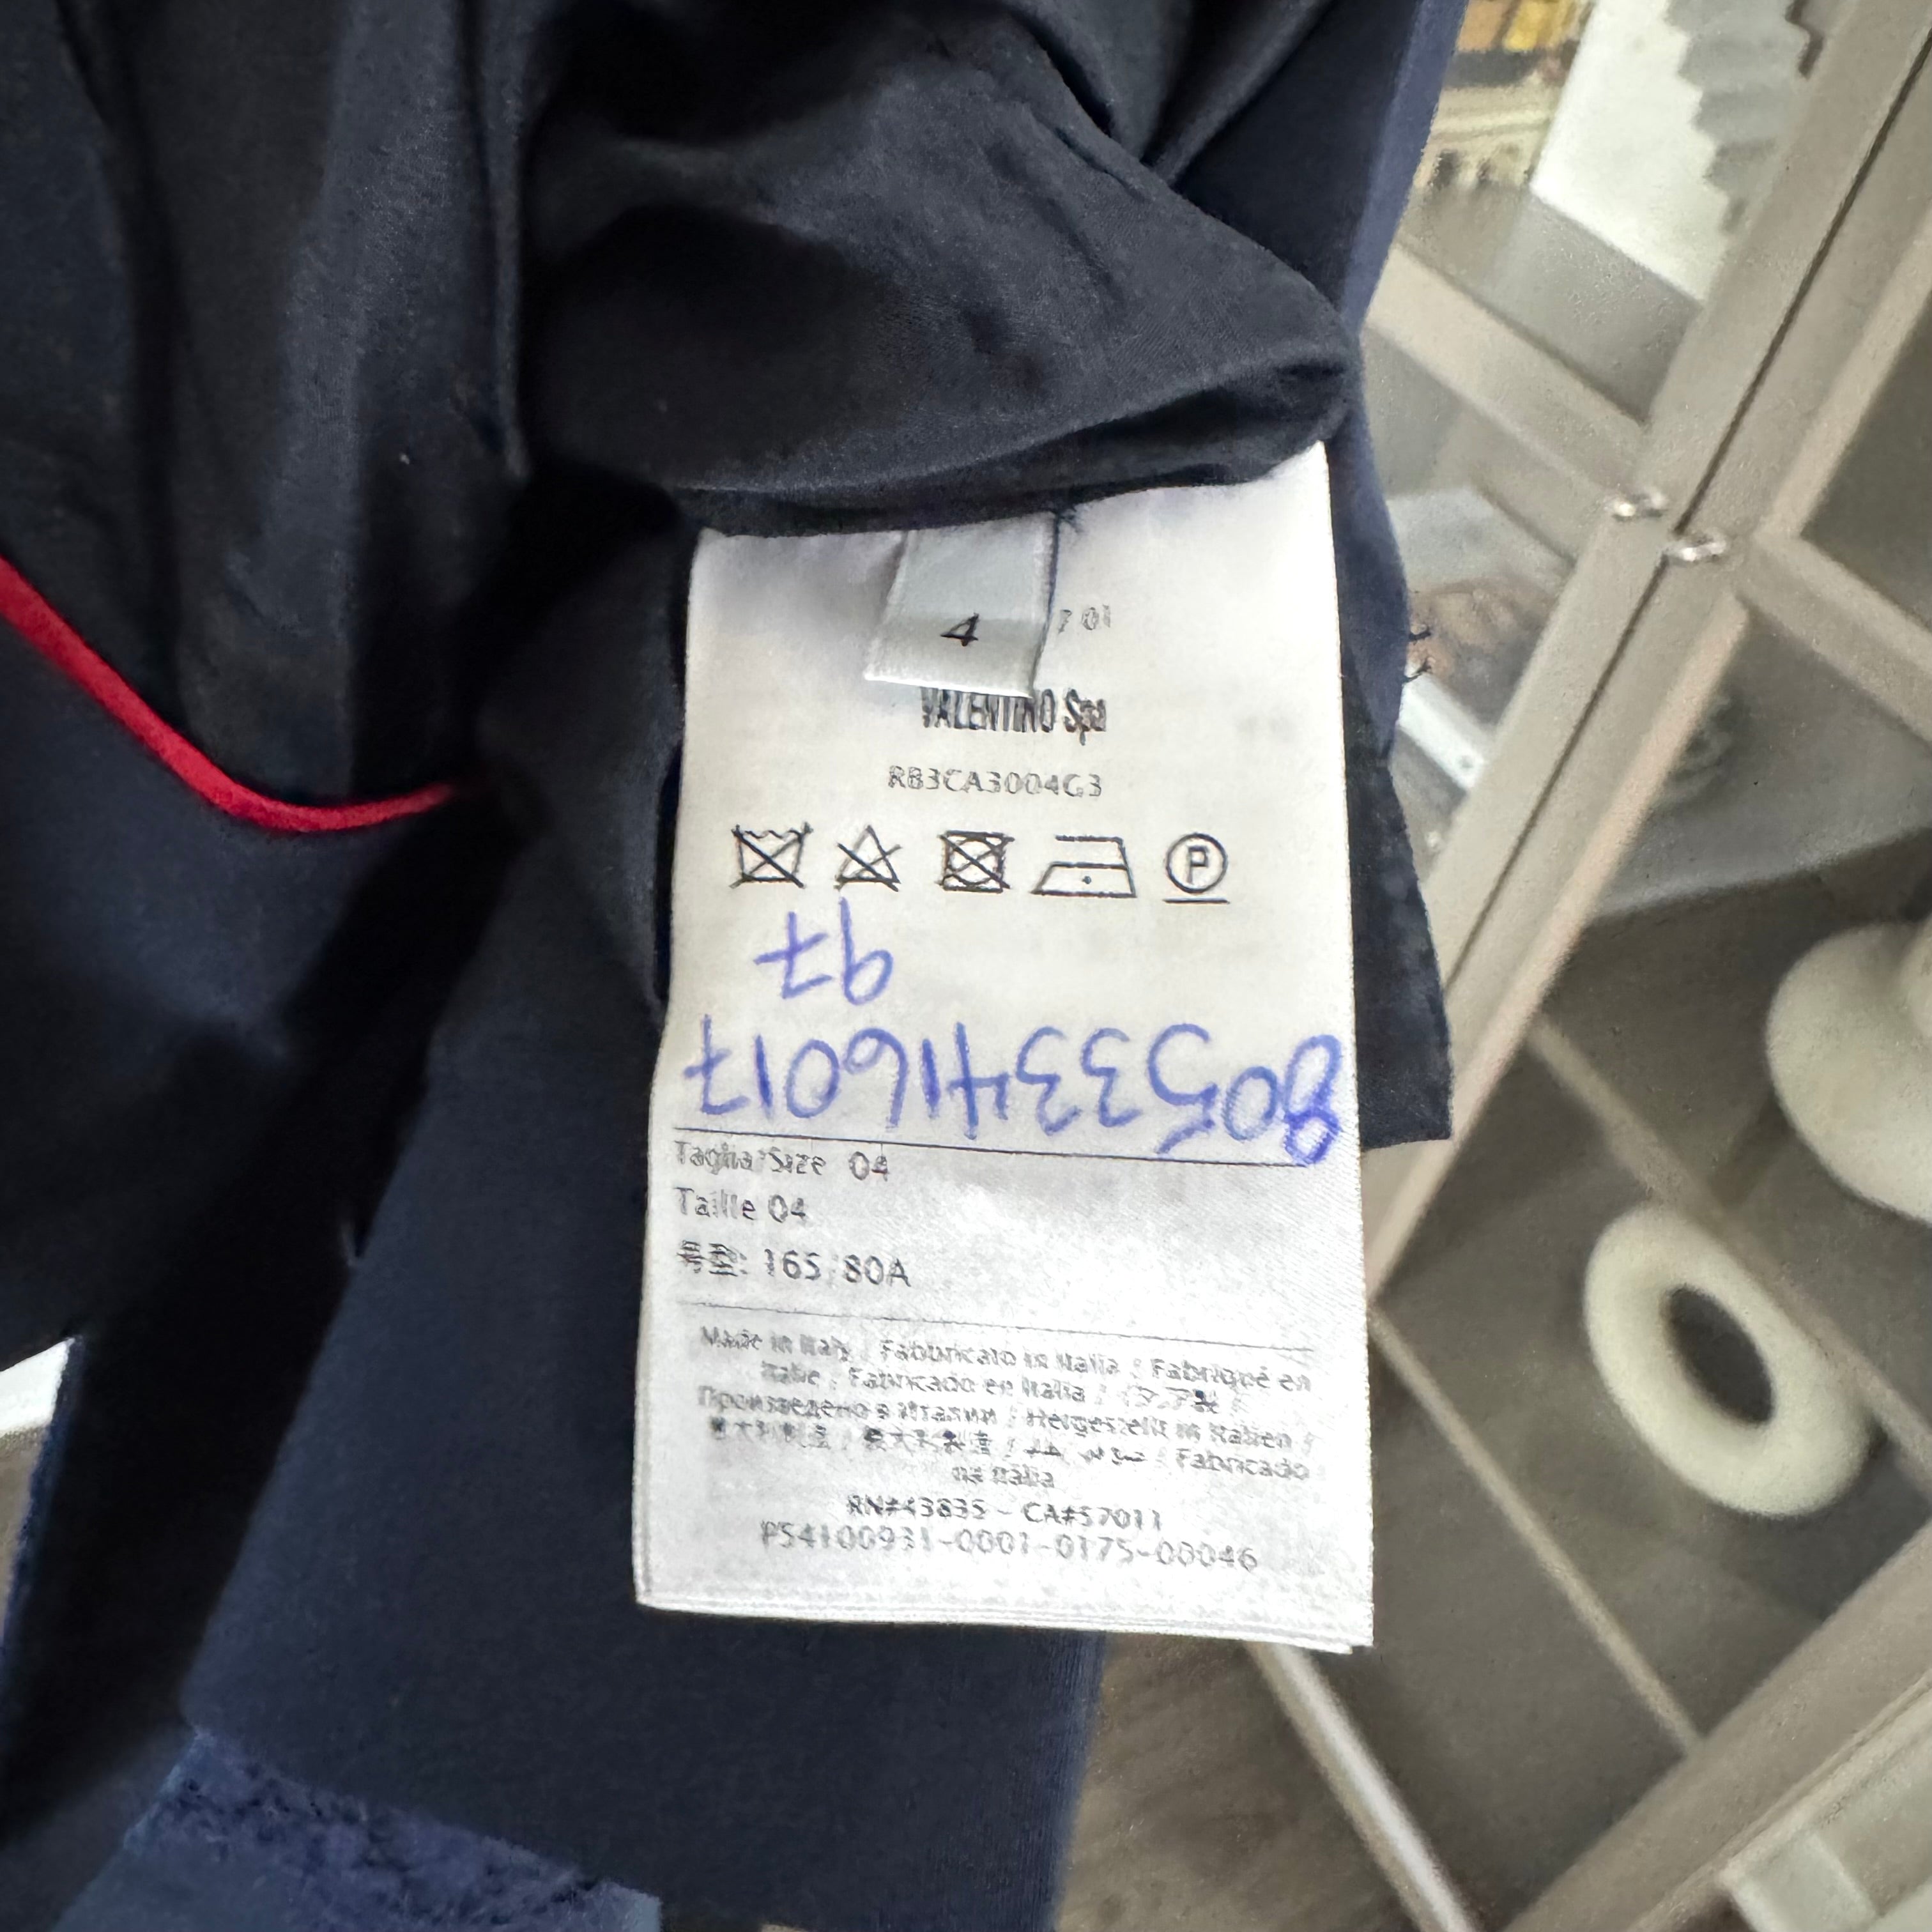 4
7 01
VALENTINO Spa
RB3CA3004G3
P
97
80533416017
Taglia/Size 04
Taille 04
号型: 165/80A
Made in Italy / Fabbricato in Italia / Fabriqué en
Italie / Fabricado en Italia / イタリア製 /
Произведено в Италии / Hergestellt in Italien /
意大利制造 / 義大利製造 / Fabricado
na Itália
RN#43835 - CA#57011
P54100931-0001-0175-00046